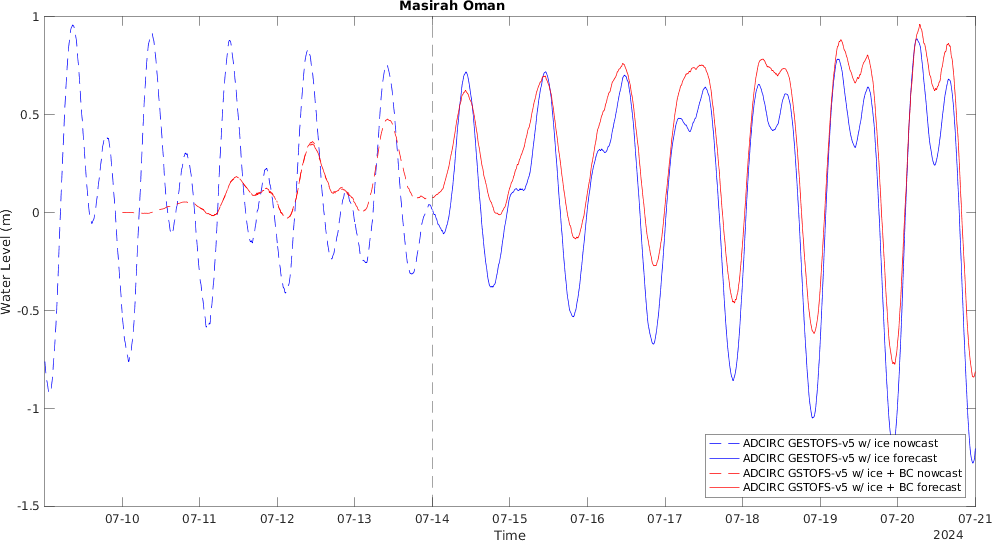 Masirah Oman
1
0.5
0
-0.5
-1
-1.5
Water Level (m)
07-10 07-11 07-12 07-13 07-14 07-15 07-16 07-17 07-18 07-19 07-20 07-21
Time
2024
ADCIRC GESTOFS-v5 w/ ice nowcast
ADCIRC GESTOFS-v5 w/ ice forecast
ADCIRC GSTOFS-v5 w/ ice + BC nowcast
ADCIRC GSTOFS-v5 w/ ice + BC forecast